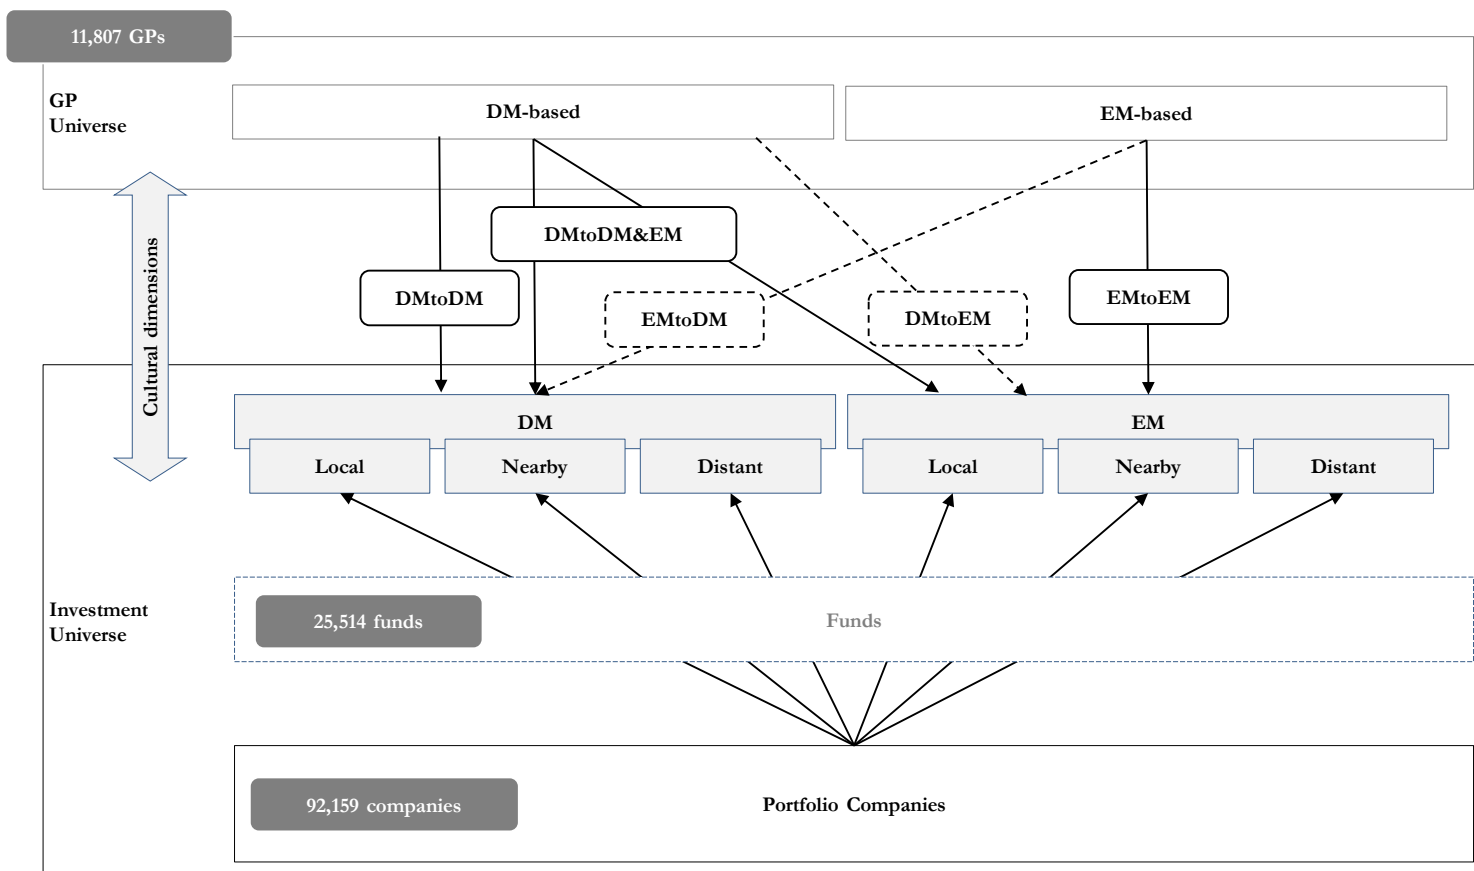 11,807 GPs
GP
Universe
DM-based
EM-based
DMtoDM&EM
DMtoDM
EMtoDM
DMtoEM
EMtoEM
Cultural dimensions
DM
EM
Local
Nearby
Distant
Local
Nearby
Distant
Investment
Universe
25,514 funds
Funds
92,159 companies
Portfolio Companies